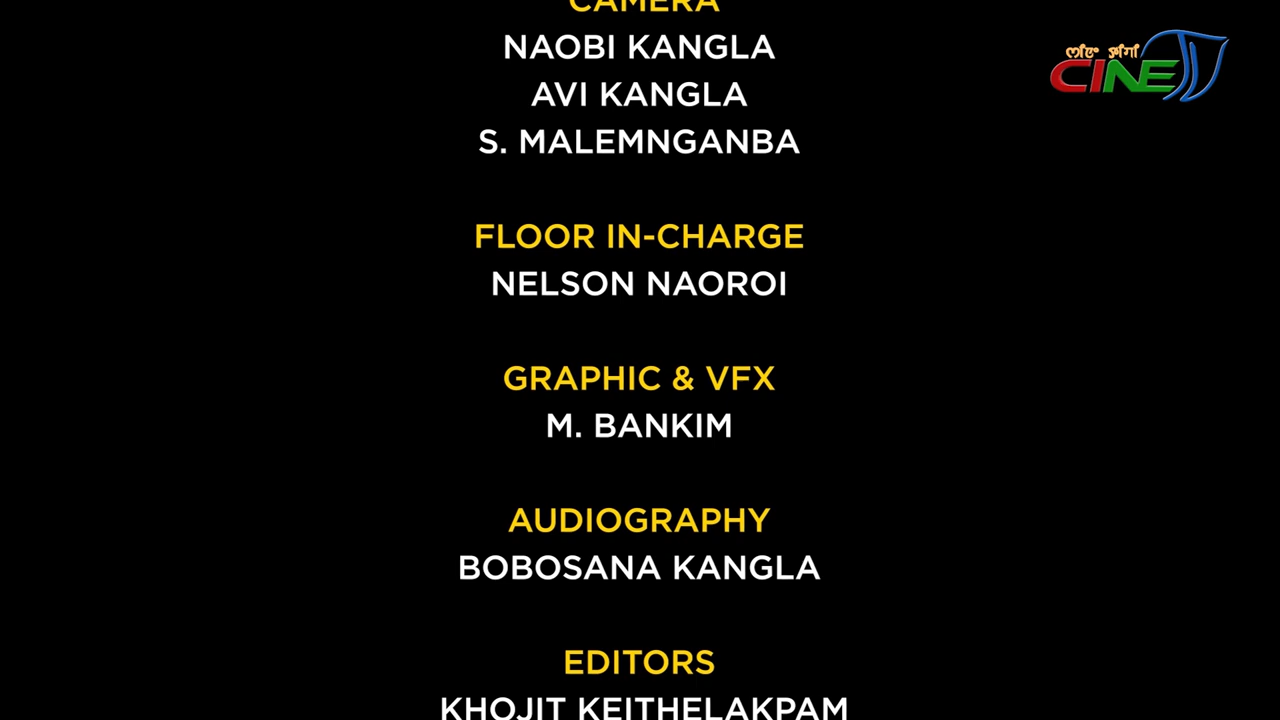 CAMERA
NAOBI KANGLA
AVI KANGLA
S. MALEMNGANBA
FLOOR IN-CHARGE
NELSON NAOROI
GRAPHIC & VFX
M. BANKIM
AUDIOGRAPHY
BOBOSANA KANGLA
EDITORS
KHOJIT KEITHELAKPAM
CINE